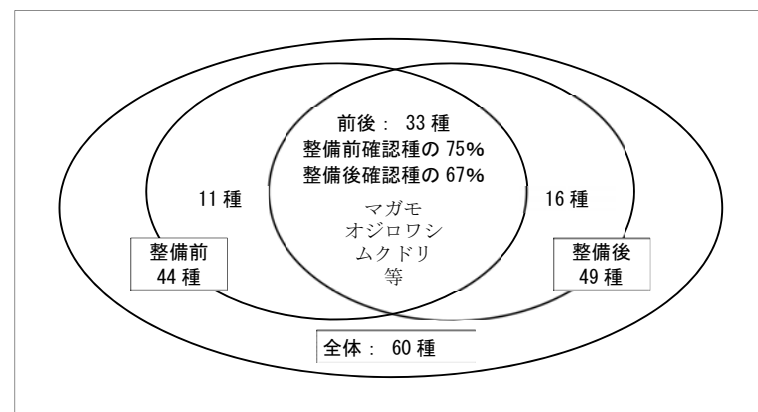 前後： 33 種
整備前確認種の 75%
整備後確認種の 67%
11 種
16 種
マガモ
オジロワシ
ムクドリ
等
整備前
44 種
整備後
49 種
全体： 60 種